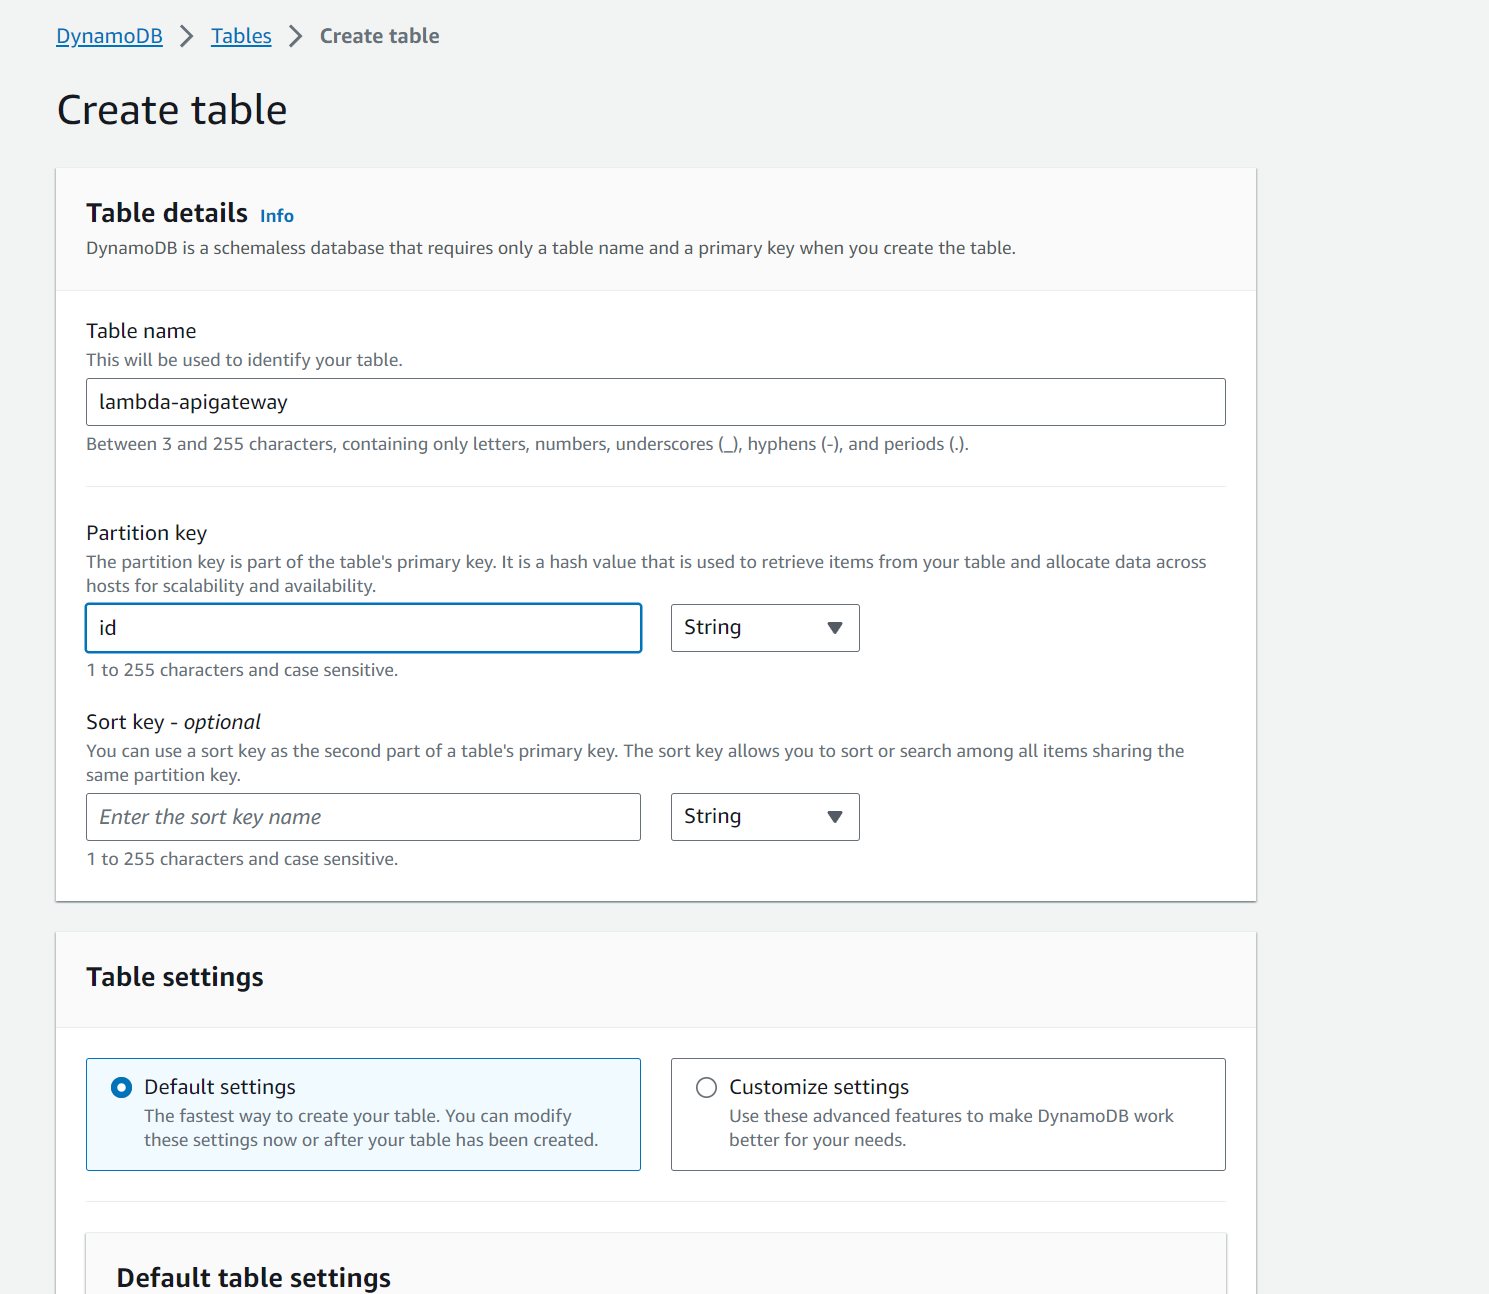 DynamoDB > Tables > Create table
Create table
Table details Info
DynamoDB is a schemaless database that requires only a table name and a primary key when you create the table.
Table name
This will be used to identify your table.
lambda-apigateway
Between 3 and 255 characters, containing only letters, numbers, underscores (_), hyphens (-), and periods (.).
Partition key
The partition key is part of the table's primary key. It is a hash value that is used to retrieve items from your table and allocate data across
hosts for scalability and availability.
id String
1 to 255 characters and case sensitive.
Sort key - optional
You can use a sort key as the second part of a table's primary key. The sort key allows you to sort or search among all items sharing the
same partition key.
Enter the sort key name String
1 to 255 characters and case sensitive.
Table settings
Default settings
The fastest way to create your table. You can modify
these settings now or after your table has been created.
Customize settings
Use these advanced features to make DynamoDB work
better for your needs.
Default table settings